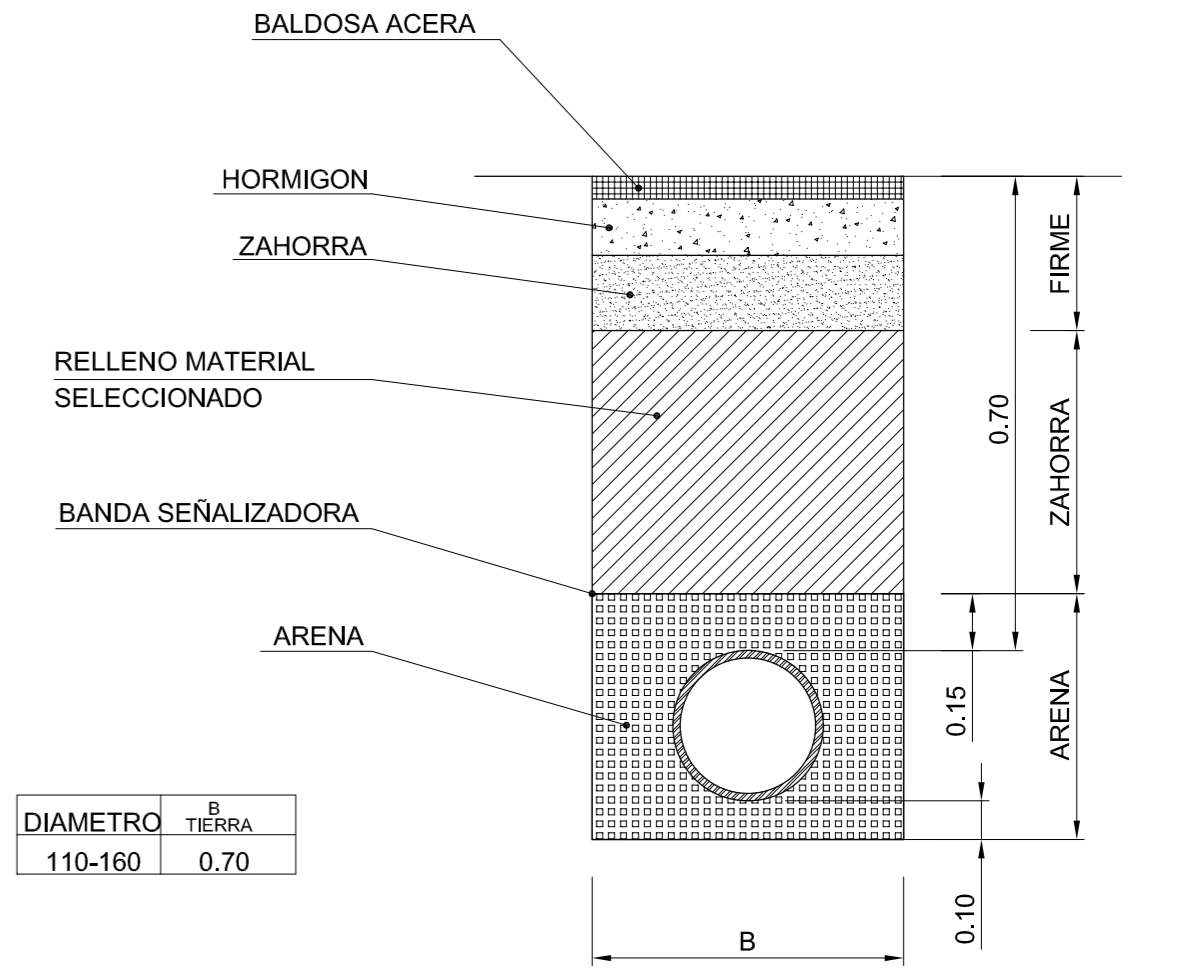 BALDOSA ACERA
HORMIGON
ZAHORRA
RELLENO MATERIAL
SELECCIONADO
BANDA SEÑALIZADORA
ARENA
FIRME
0.70
ZAHORRA
0.15
ARENA
0.10
B
DIAMETRO B TIERRA
110-160 0.70